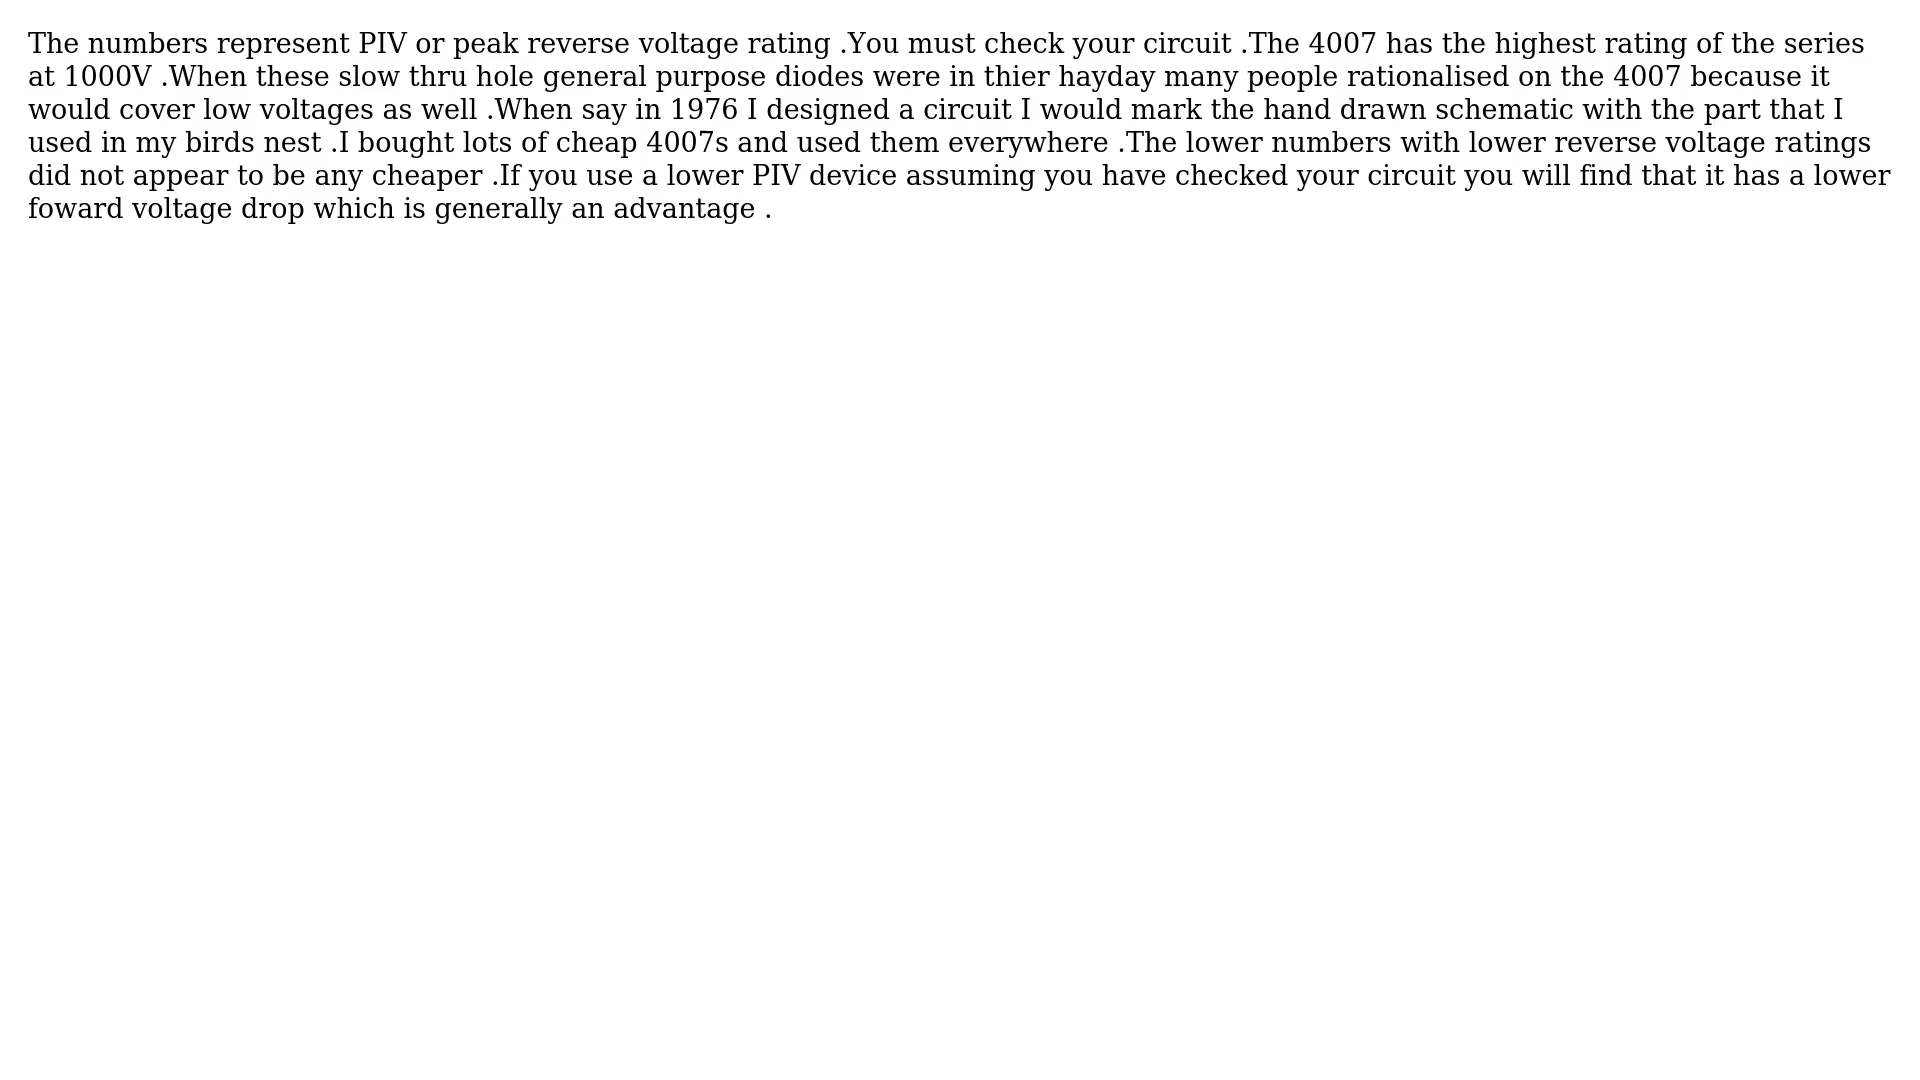 The numbers represent PIV or peak reverse voltage rating .You must check your circuit .The 4007 has the highest rating of the series
at 1000V .When these slow thru hole general purpose diodes were in thier hayday many people rationalised on the 4007 because it
would cover low voltages as well .When say in 1976 I designed a circuit I would mark the hand drawn schematic with the part that I
used in my birds nest .I bought lots of cheap 4007s and used them everywhere .The lower numbers with lower reverse voltage ratings
did not appear to be any cheaper .If you use a lower PIV device assuming you have checked your circuit you will find that it has a lower
foward voltage drop which is generally an advantage .